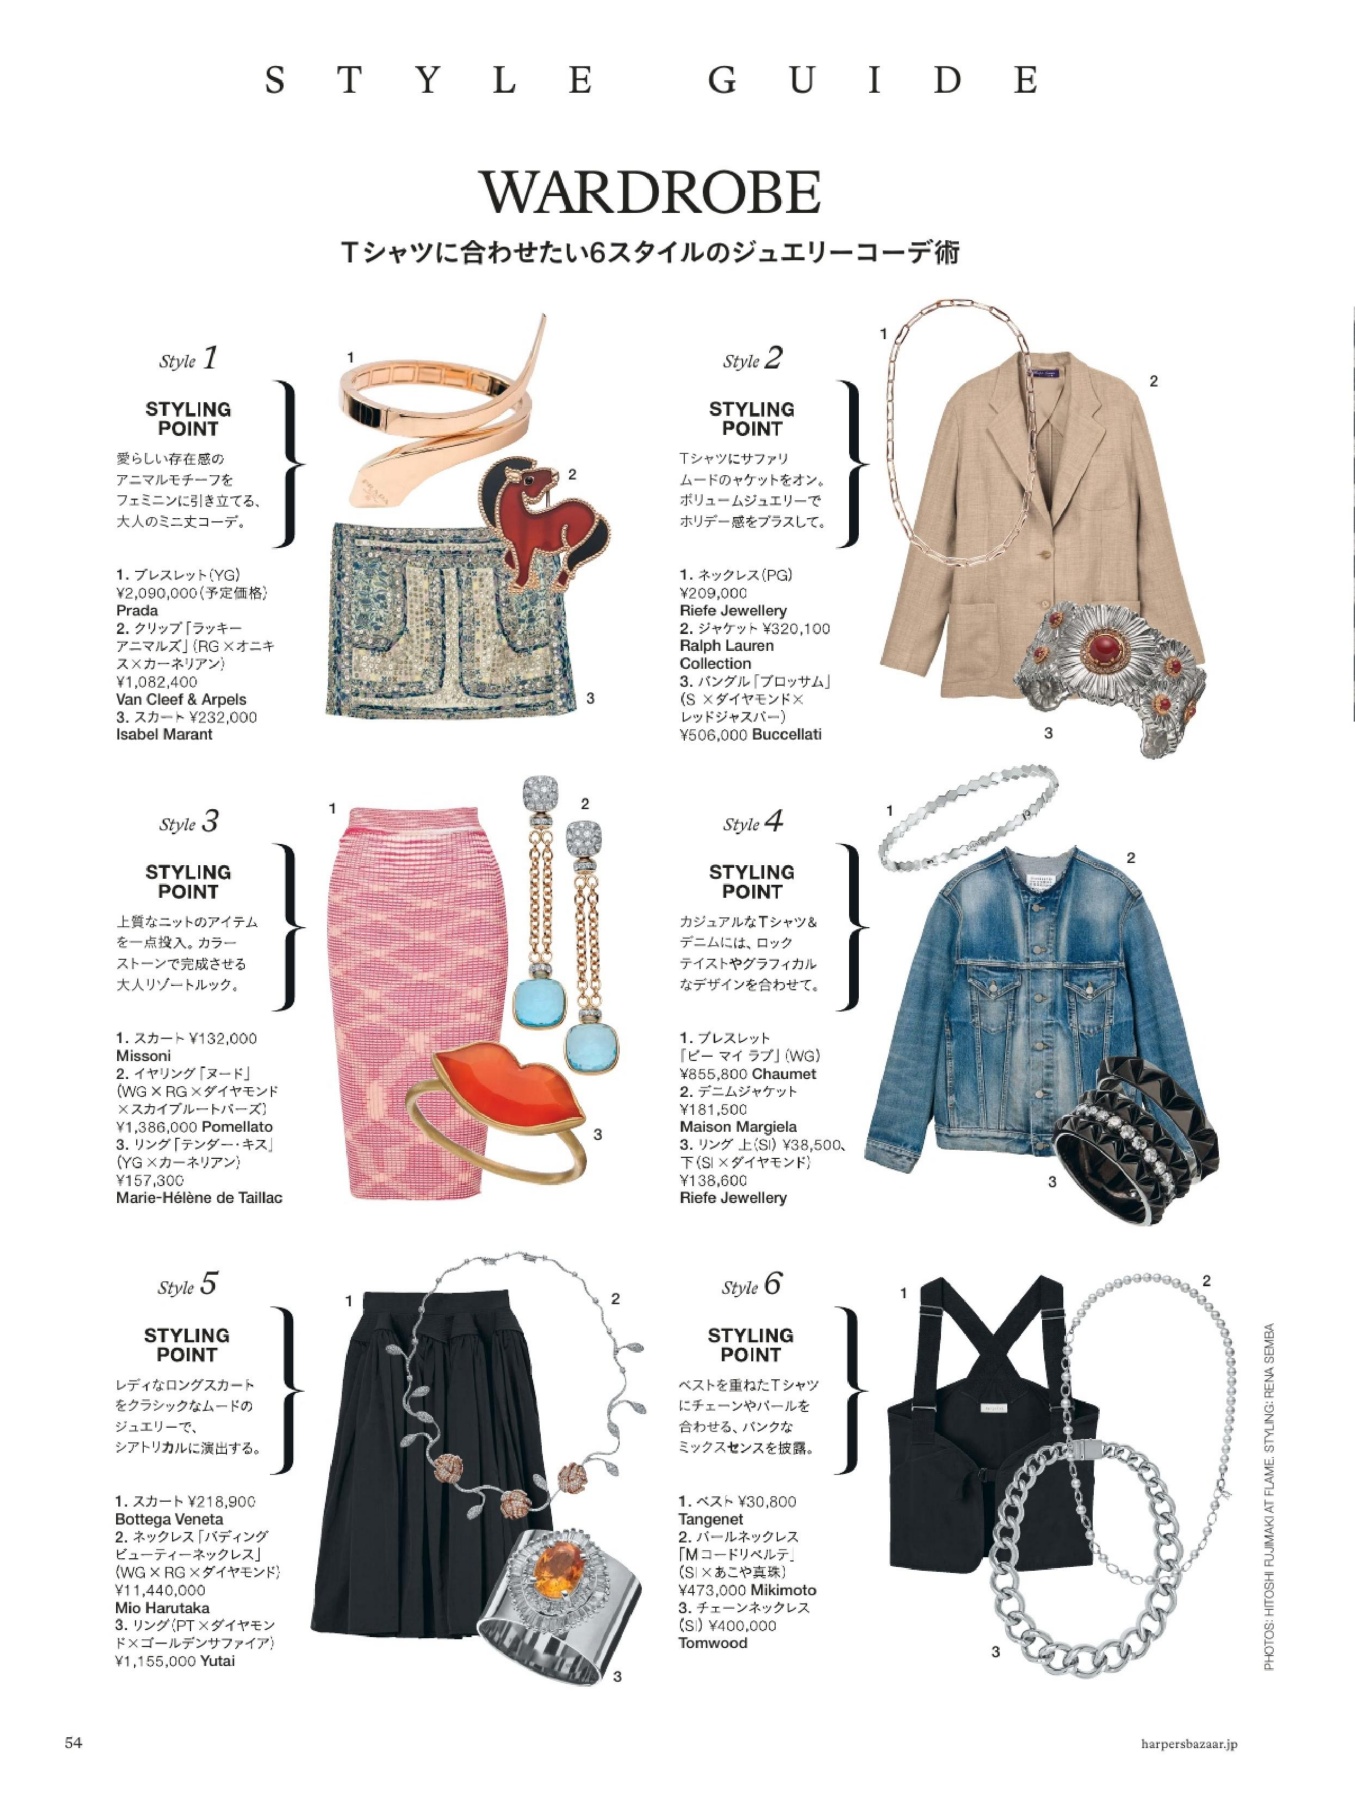 STYLE GUIDE
WARDROBE
Tシャツに合わせたい6スタイルのジュエリーコーデ術
Style 1
STYLING
POINT
愛らしい存在感の
アニマルモチーフを
フェミニンに引き立てる、
大人のミニ丈コーデ。
1. ブレスレット(YG)
¥2,090,000(予定価格)
Prada
2. クリップ「ラッキー
アニマルズ」(RG×オニキ
ス×カーネリアン)
¥1,082,400
Van Cleef & Arpels
3. スカート ¥232,000
Isabel Marant
1
PRADA
2
3
Style 2
STYLING
POINT
Tシャツにサファリ
ムードのャケットをオン。
ボリュームジュエリーで
ホリデー感をプラスして。
1. ネックレス(PG)
¥209,000
Riefe Jewellery
2. ジャケット ¥320,100
Ralph Lauren
Collection
3. バングル「ブロッサム」
(S ×ダイヤモンド×
レッドジャスパー)
¥506,000 Buccellati
1
2
3
Style 3
STYLING
POINT
上質なニットのアイテム
を一点投入。カラー
ストーンで完成させる
大人リゾートルック。
1. スカート ¥132,000
Missoni
2. イヤリング「ヌード」
(WG×RG×ダイヤモンド
×スカイブルートパーズ)
¥1,386,000 Pomellato
3. リング「テンダー・キス」
(YG×カーネリアン)
¥157,300
Marie-Hélène de Taillac
1
2
3
Style 4
STYLING
POINT
カジュアルなTシャツ&
デニムには、ロック
テイストやグラフィカル
なデザインを合わせて。
1. ブレスレット
「ビー マイ ラブ」(WG)
¥855,800 Chaumet
2. デニムジャケット
¥181,500
Maison Margiela
3. リング 上(SI) ¥38,500、
下(SI×ダイヤモンド)
¥138,600
Riefe Jewellery
1
2
3
Style 5
STYLING
POINT
レディなロングスカート
をクラシックなムードの
ジュエリーで、
シアトリカルに演出する。
1. スカート ¥218,900
Bottega Veneta
2. ネックレス「バディング
ビューティーネックレス」
(WG×RG×ダイヤモンド)
¥11,440,000
Mio Harutaka
3. リング(PT×ダイヤモン
ド×ゴールデンサファイア)
¥1,155,000 Yutai
1
2
3
Style 6
STYLING
POINT
ベストを重ねたTシャツ
にチェーンやパールを
合わせる、パンクな
ミックスセンスを披露。
1. ベスト ¥30,800
Tangenet
2. パールネックレス
「Mコードリベルテ」
(SI×あこや真珠)
¥473,000 Mikimoto
3. チェーンネックレス
(SI) ¥400,000
Tomwood
1
2
3
PHOTOS: HITOSHI FUJIMAKI AT FLAME. STYLING: RENA SEMBA
54
harpersbazaar.jp